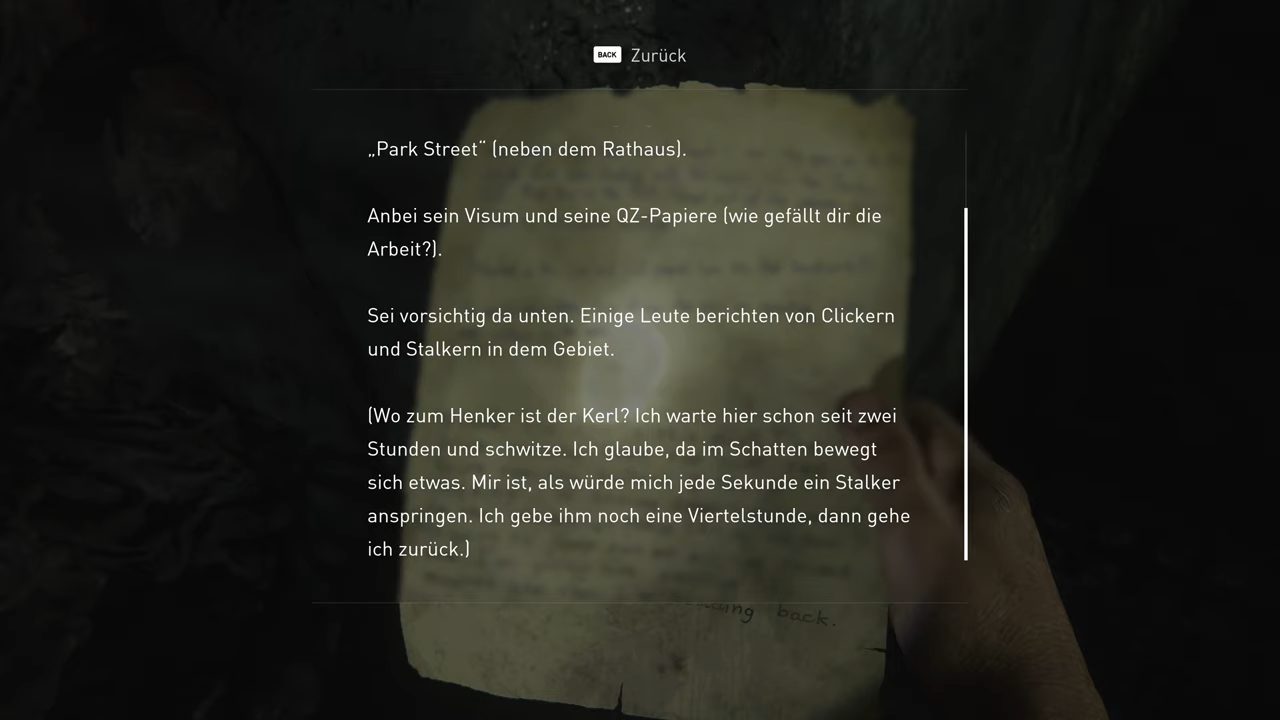 BACK Zurück
„Park Street“ (neben dem Rathaus).
Anbei sein Visum und seine QZ-Papiere (wie gefällt dir die
Arbeit?).
Sei vorsichtig da unten. Einige Leute berichten von Clickern
und Stalkern in dem Gebiet.
(Wo zum Henker ist der Kerl? Ich warte hier schon seit zwei
Stunden und schwitze. Ich glaube, da im Schatten bewegt
sich etwas. Mir ist, als würde mich jede Sekunde ein Stalker
anspringen. Ich gebe ihm noch eine Viertelstunde, dann gehe
ich zurück.)
back.